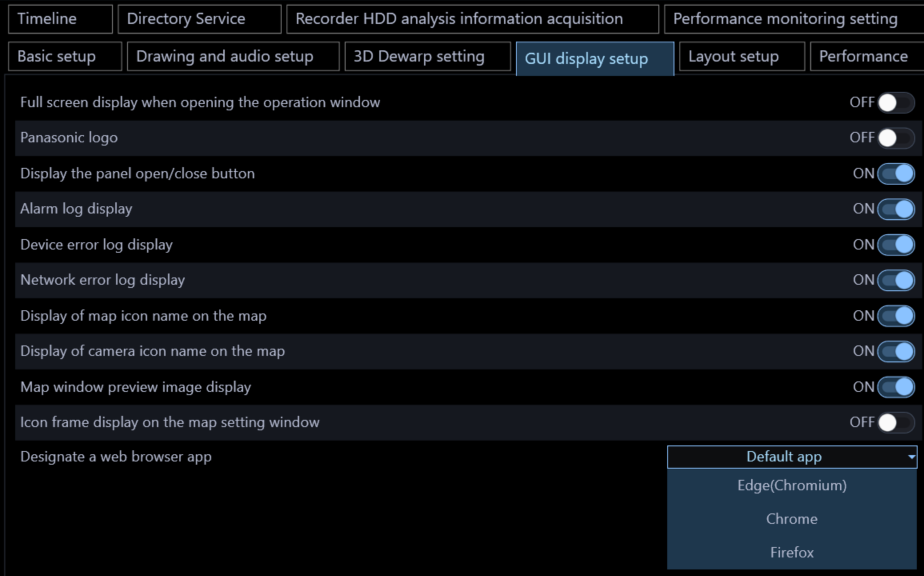 Timeline Directory Service Recorder HDD analysis information acquisition Performance monitoring setting
Basic setup Drawing and audio setup 3D Dewarp setting GUI display setup Layout setup Performance
Full screen display when opening the operation window OFF
Panasonic logo OFF
Display the panel open/close button ON
Alarm log display ON
Device error log display ON
Network error log display ON
Display of map icon name on the map ON
Display of camera icon name on the map ON
Map window preview image display ON
Icon frame display on the map setting window OFF
Designate a web browser app Default app
Edge(Chromium)
Chrome
Firefox